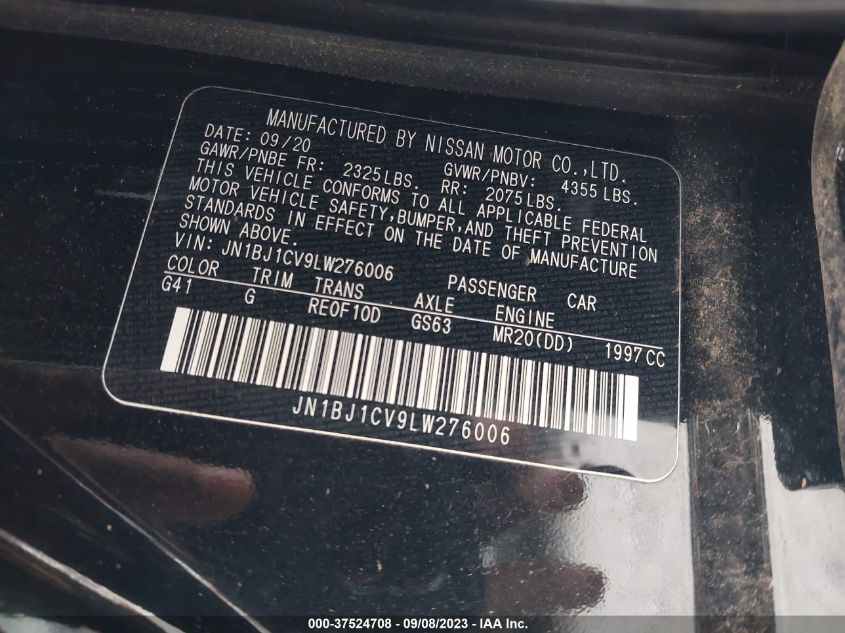 MANUFACTURED BY NISSAN MOTOR CO.,LTD.
DATE: 09/20 GVWR/PNBV: 4355 LBS.
GAWR/PNBE FR: 2325LBS. RR: 2075LBS.
THIS VEHICLE CONFORMS TO ALL APPLICABLE FEDERAL
MOTOR VEHICLE SAFETY,BUMPER,AND THEFT PREVENTION
STANDARDS IN EFFECT ON THE DATE OF MANUFACTURE
SHOWN ABOVE.
VIN: JN1BJ1CV9LW276006 PASSENGER CAR
COLOR TRIM TRANS AXLE ENGINE
G41 G RE0F10D GS63 MR20(DD) 1997CC
JN1BJ1CV9LW276006
000-37524708 - 09/08/2023 - IAA Inc.